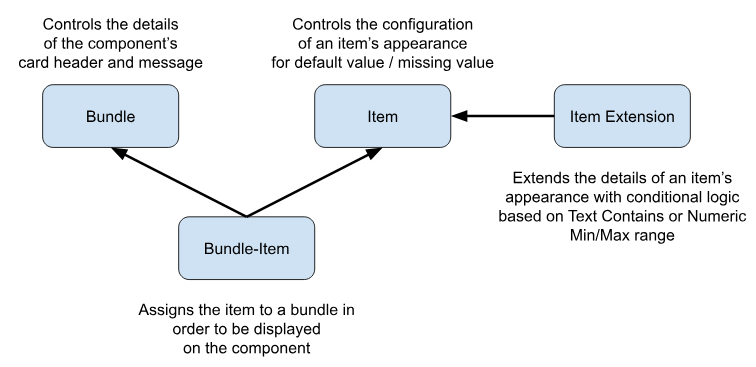 Controls the details
of the component's
card header and message
Controls the configuration
of an item's appearance
for default value / missing value
Bundle
Item
Item Extension
Extends the details of an item's
appearance with conditional logic
based on Text Contains or Numeric
Min/Max range
Bundle-Item
Assigns the item to a bundle in
order to be displayed
on the component